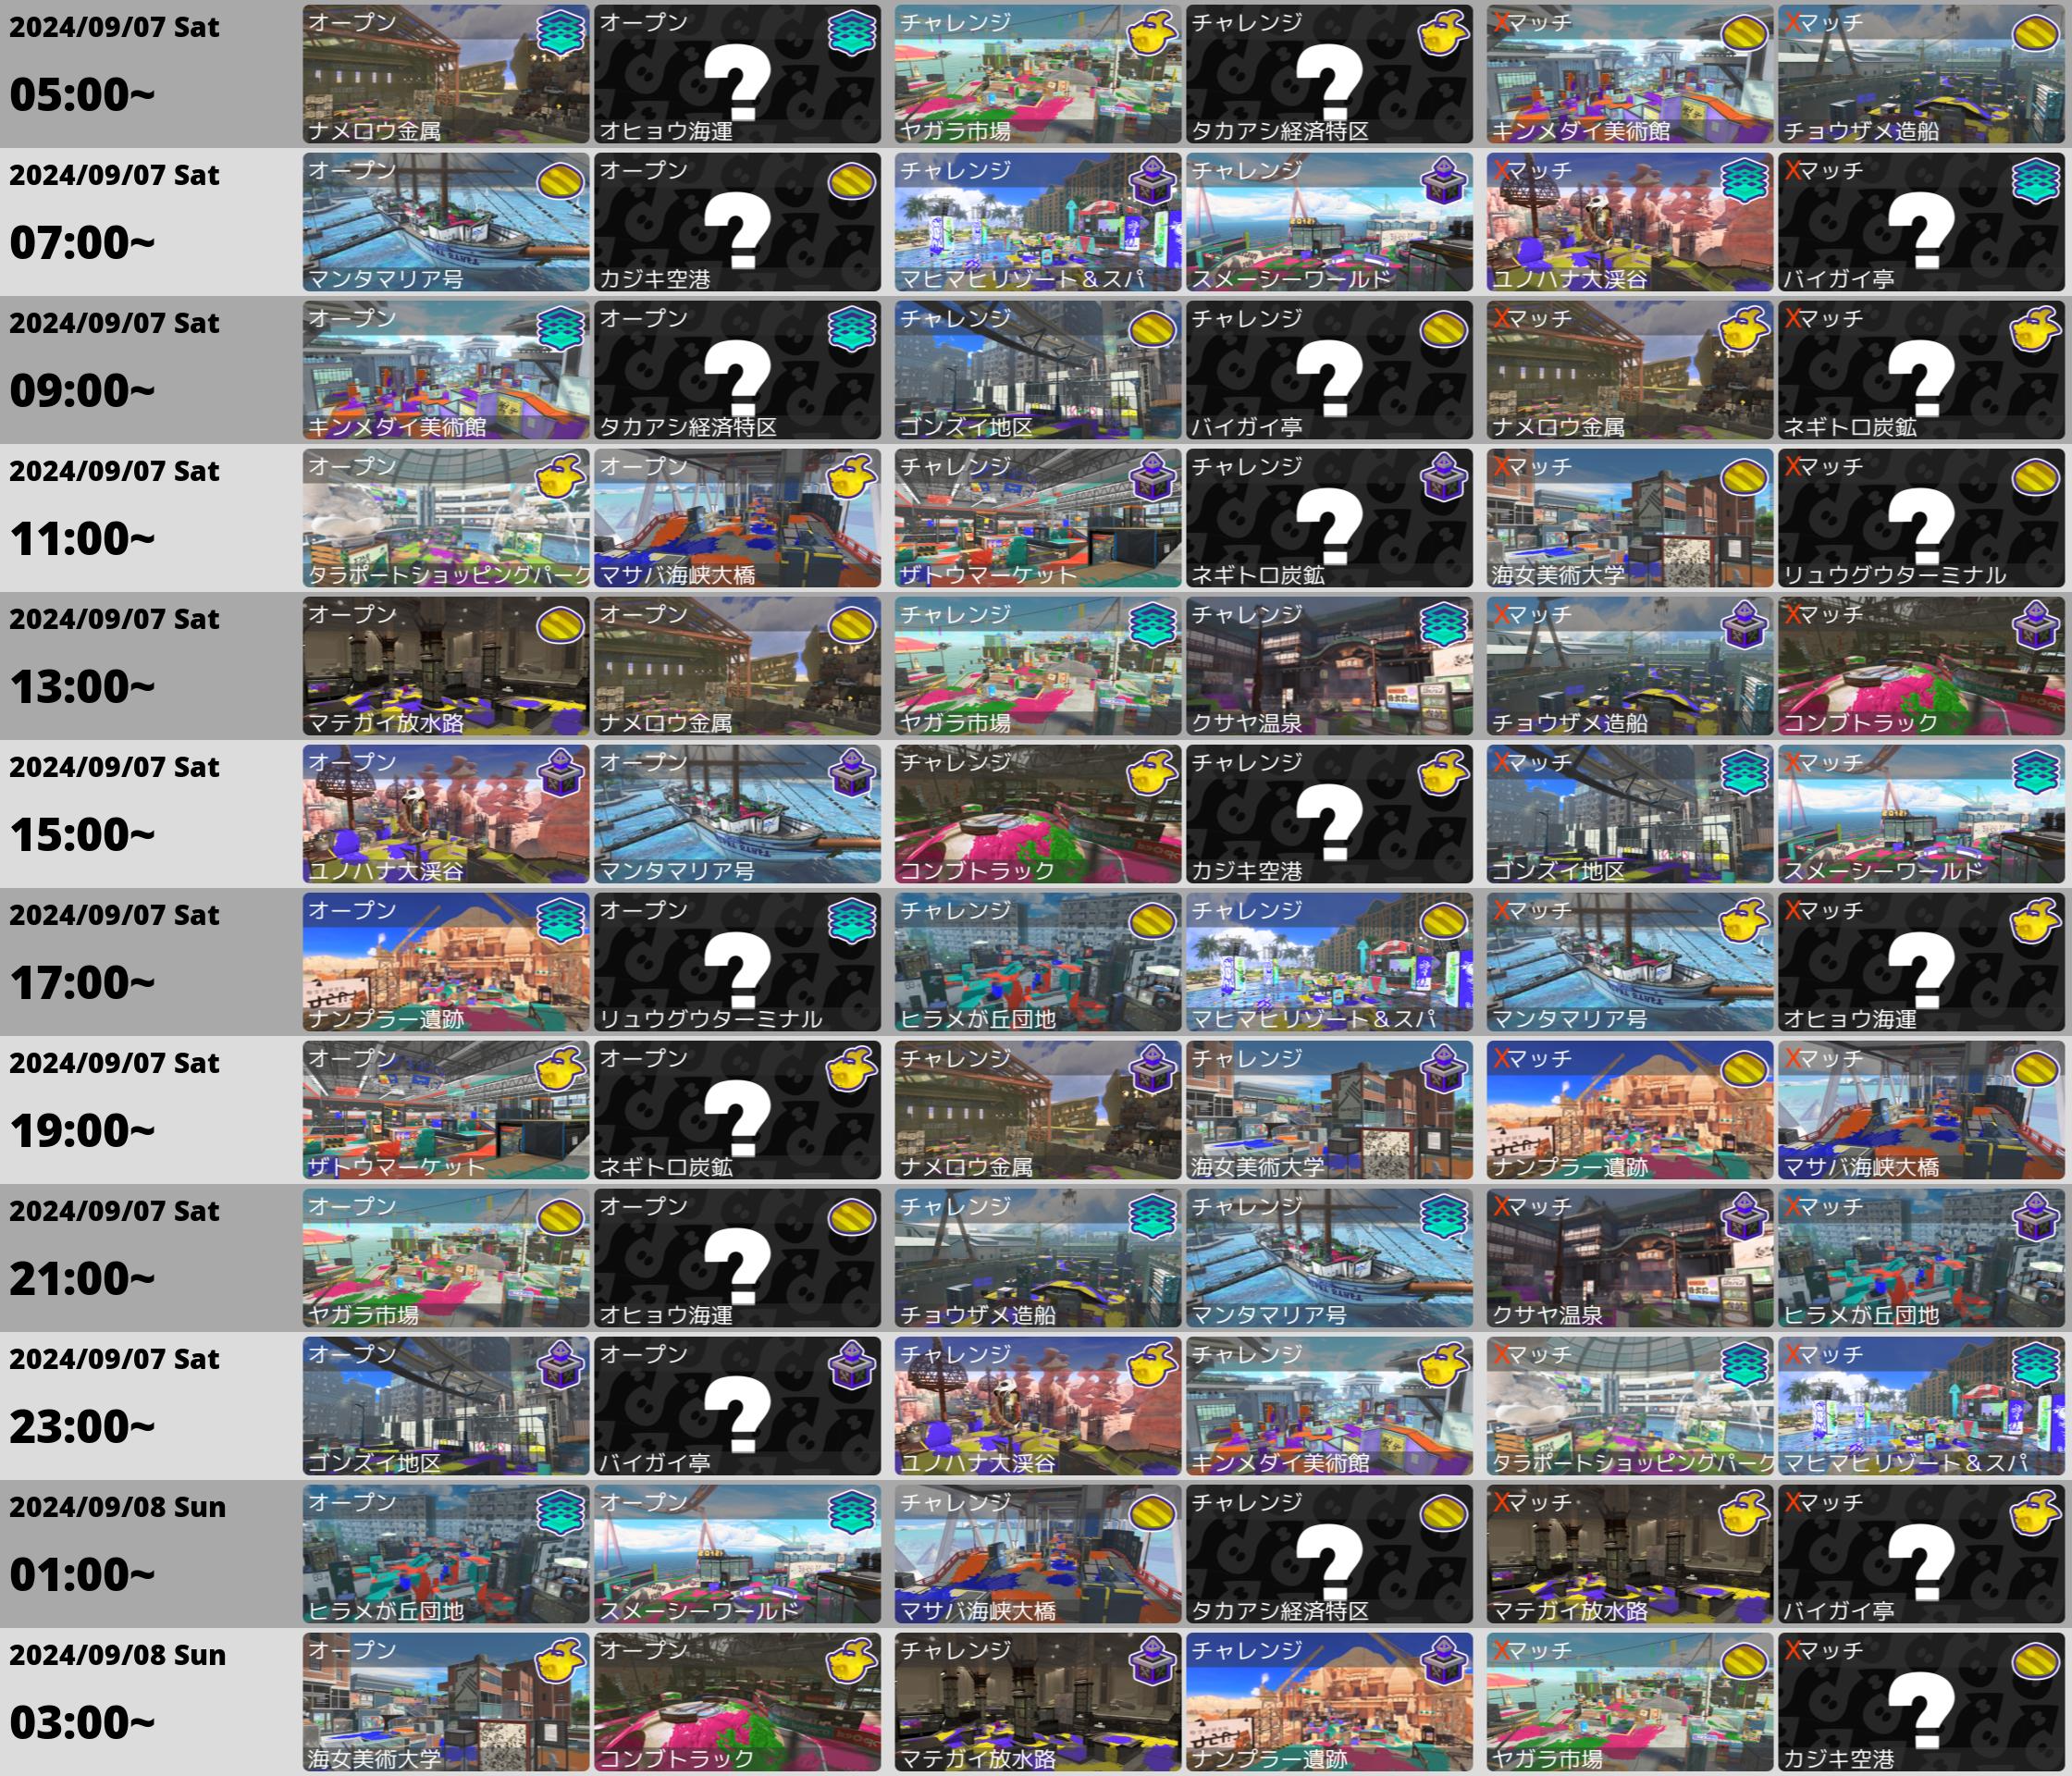 2024/09/07 Sat
05:00~
オープン
ナメロウ金属
オープン
オヒョウ海運
チャレンジ
ヤガラ市場
チャレンジ
タカアシ経済特区
Xマッチ
キンメダイ美術館
Xマッチ
チョウザメ造船
2024/09/07 Sat
07:00~
オープン
マンタマリア号
オープン
カジキ空港
チャレンジ
マヒマヒリゾート&スパ
チャレンジ
スメーシーワールド
Xマッチ
ユノハナ大渓谷
Xマッチ
バイガイ亭
2024/09/07 Sat
09:00~
オープン
キンメダイ美術館
オープン
タカアシ経済特区
チャレンジ
ゴンズイ地区
チャレンジ
バイガイ亭
Xマッチ
ナメロウ金属
Xマッチ
ネギトロ炭鉱
2024/09/07 Sat
11:00~
オープン
タラポートショッピングパーク
オープン
マサバ海峡大橋
チャレンジ
ザトウマーケット
チャレンジ
ネギトロ炭鉱
Xマッチ
海女美術大学
Xマッチ
リュウグウターミナル
2024/09/07 Sat
13:00~
オープン
マテガイ放水路
オープン
ナメロウ金属
チャレンジ
ヤガラ市場
チャレンジ
クサヤ温泉
Xマッチ
チョウザメ造船
Xマッチ
コンブトラック
2024/09/07 Sat
15:00~
オープン
ユノハナ大渓谷
オープン
マンタマリア号
チャレンジ
コンブトラック
チャレンジ
カジキ空港
Xマッチ
ゴンズイ地区
Xマッチ
スメーシーワールド
2024/09/07 Sat
17:00~
オープン
ナンプラー遺跡
オープン
リュウグウターミナル
チャレンジ
ヒラメが丘団地
チャレンジ
マヒマヒリゾート&スパ
Xマッチ
マンタマリア号
Xマッチ
オヒョウ海運
2024/09/07 Sat
19:00~
オープン
ザトウマーケット
オープン
ネギトロ炭鉱
チャレンジ
ナメロウ金属
チャレンジ
海女美術大学
Xマッチ
ナンプラー遺跡
Xマッチ
マサバ海峡大橋
2024/09/07 Sat
21:00~
オープン
ヤガラ市場
オープン
オヒョウ海運
チャレンジ
チョウザメ造船
チャレンジ
マンタマリア号
Xマッチ
クサヤ温泉
Xマッチ
ヒラメが丘団地
2024/09/07 Sat
23:00~
オープン
ゴンズイ地区
オープン
バイガイ亭
チャレンジ
ユノハナ大渓谷
チャレンジ
キンメダイ美術館
Xマッチ
タラポートショッピングパーク
Xマッチ
マヒマヒリゾート&スパ
2024/09/08 Sun
01:00~
オープン
ヒラメが丘団地
オープン
スメーシーワールド
チャレンジ
マサバ海峡大橋
チャレンジ
タカアシ経済特区
Xマッチ
マテガイ放水路
Xマッチ
バイガイ亭
2024/09/08 Sun
03:00~
オープン
海女美術大学
オープン
コンブトラック
チャレンジ
マテガイ放水路
チャレンジ
ナンプラー遺跡
Xマッチ
ヤガラ市場
Xマッチ
カジキ空港